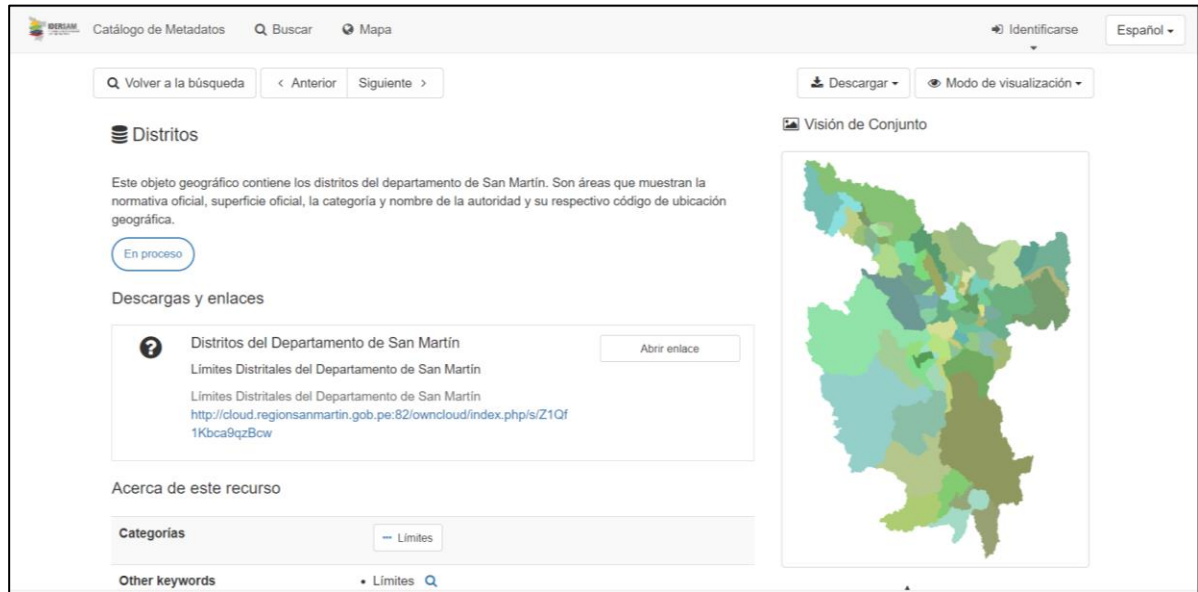 IDERSAM
Catálogo de Metadatos
Buscar
Mapa
Identificarse
Español
Volver a la búsqueda
Anterior
Siguiente
Descargar
Modo de visualización
Distritos
Este objeto geográfico contiene los distritos del departamento de San Martín. Son áreas que muestran la
normativa oficial, superficie oficial, la categoría y nombre de la autoridad y su respectivo código de ubicación
geográfica.
En proceso
Descargas y enlaces
Distritos del Departamento de San Martín
Abrir enlace
Límites Distritales del Departamento de San Martín
Límites Distritales del Departamento de San Martín
http://cloud.regionsanmartin.gob.pe:82/owncloud/index.php/s/Z1Qf
1Kbca9qzBcw
Acerca de este recurso
Categorías
Límites
Other keywords
• Límites
Visión de Conjunto